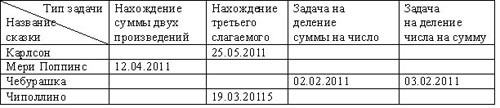 Тип задачи
Название
сказки
Нахождение
суммы двух
произведений
Нахождение
третьего
слагаемого
Задача на
деление
суммы на число
Задача
на деление
числа на сумму
Карлсон 25.05.2011
Мери Поппинс 12.04.2011
Чебурашка 02.02.2011 03.02.2011
Чиполлино 19.03.20115